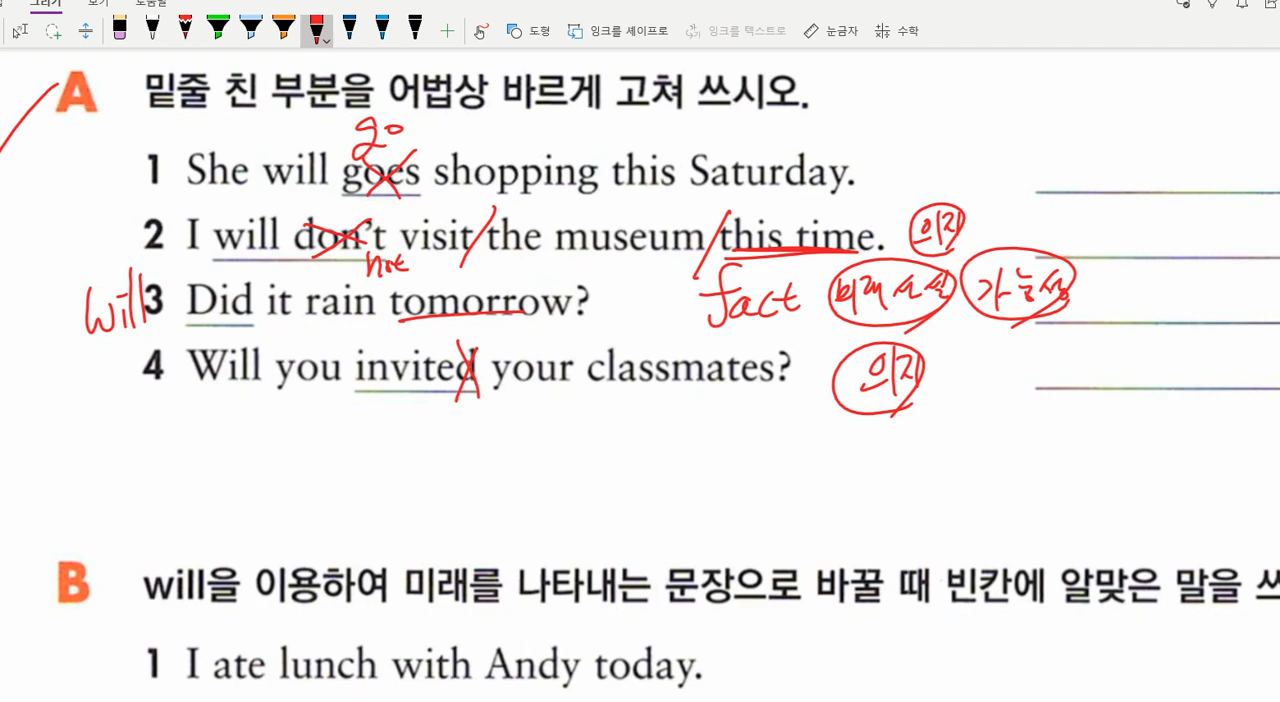 그리기 보기 도움말
도형 잉크를 셰이프로 잉크를 텍스트로 눈금자 수학
A 밑줄 친 부분을 어법상 바르게 고쳐 쓰시오.
go
1 She will goes shopping this Saturday.
2 I will don't visit the museum this time. 의지
not
will 3 Did it rain tomorrow? fact 미래사실 가능성
4 Will you invited your classmates? 의지
B will을 이용하여 미래를 나타내는 문장으로 바꿀 때 빈칸에 알맞은 말을 쓰
1 I ate lunch with Andy today.